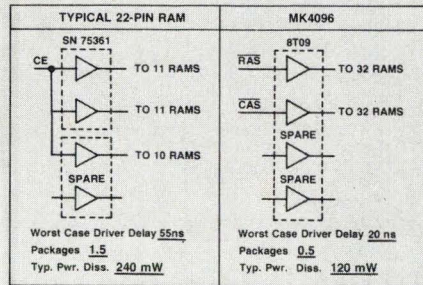 TYPICAL 22-PIN RAM
SN 75361
CE
TO 11 RAMS
TO 11 RAMS
TO 10 RAMS
SPARE
Worst Case Driver Delay 55ns
Packages 1.5
Typ. Pwr. Diss. 240 mW
MK4096
8T09
RAS
TO 32 RAMS
CAS
TO 32 RAMS
SPARE
SPARE
Worst Case Driver Delay 20 ns
Packages 0.5
Typ. Pwr. Diss. 120 mW